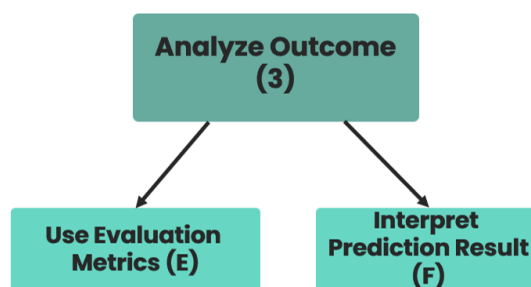 Analyze Outcome
(3)
Use Evaluation
Metrics (E)
Interpret
Prediction Result
(F)